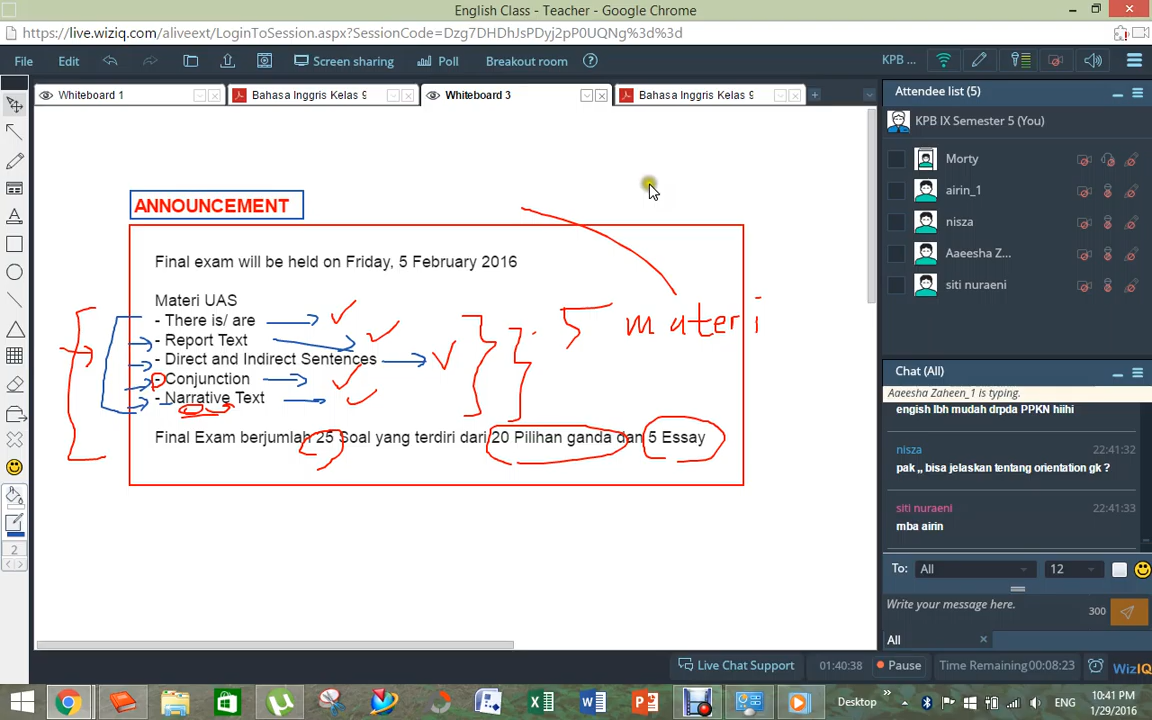 English Class - Teacher - Google Chrome
https://live.wiziq.com/aliveext/LoginToSession.aspx?SessionCode=Dzg7DHDhJsPDyj2pP0UQNg%3d%3d
File Edit Screen sharing Poll Breakout room KPB ...
Whiteboard 1 Bahasa Inggris Kelas 9 Whiteboard 3 Bahasa Inggris Kelas 9
Attendee list (5)
KPB IX Semester 5 (You)
Morty
airin_1
nisza
Aaeesha Z...
siti nuraeni
ANNOUNCEMENT
Final exam will be held on Friday, 5 February 2016
Materi UAS
- There is/ are
- Report Text
- Direct and Indirect Sentences
- Conjunction
- Narrative Text
5 materi
Final Exam berjumlah 25 Soal yang terdiri dari 20 Pilihan ganda dan 5 Essay
Chat (All)
Aaeesha Zaheen_1 is typing.
engish lbh mudah drpda PPKN hiihi
nisza 22:41:32
pak ,, bisa jelaskan tentang orientation gk ?
siti nuraeni 22:41:33
mba airin
To: All 12
Write your message here. 300
All
2
Live Chat Support 01:40:38 Pause Time Remaining 00:08:23 WizIQ
Desktop ENG
10:41 PM
1/29/2016